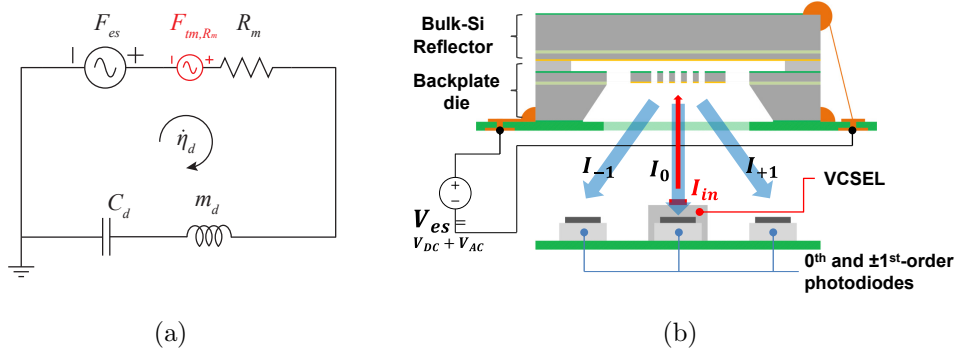 F_es
F_tm,R_m
R_m
η̇_d
C_d
m_d
(a)
Bulk-Si
Reflector
Backplate
die
I_−1
I_0
I_+1
I_in
VCSEL
V_es =
V_DC + V_AC
0th and ±1st-order
photodiodes
(b)